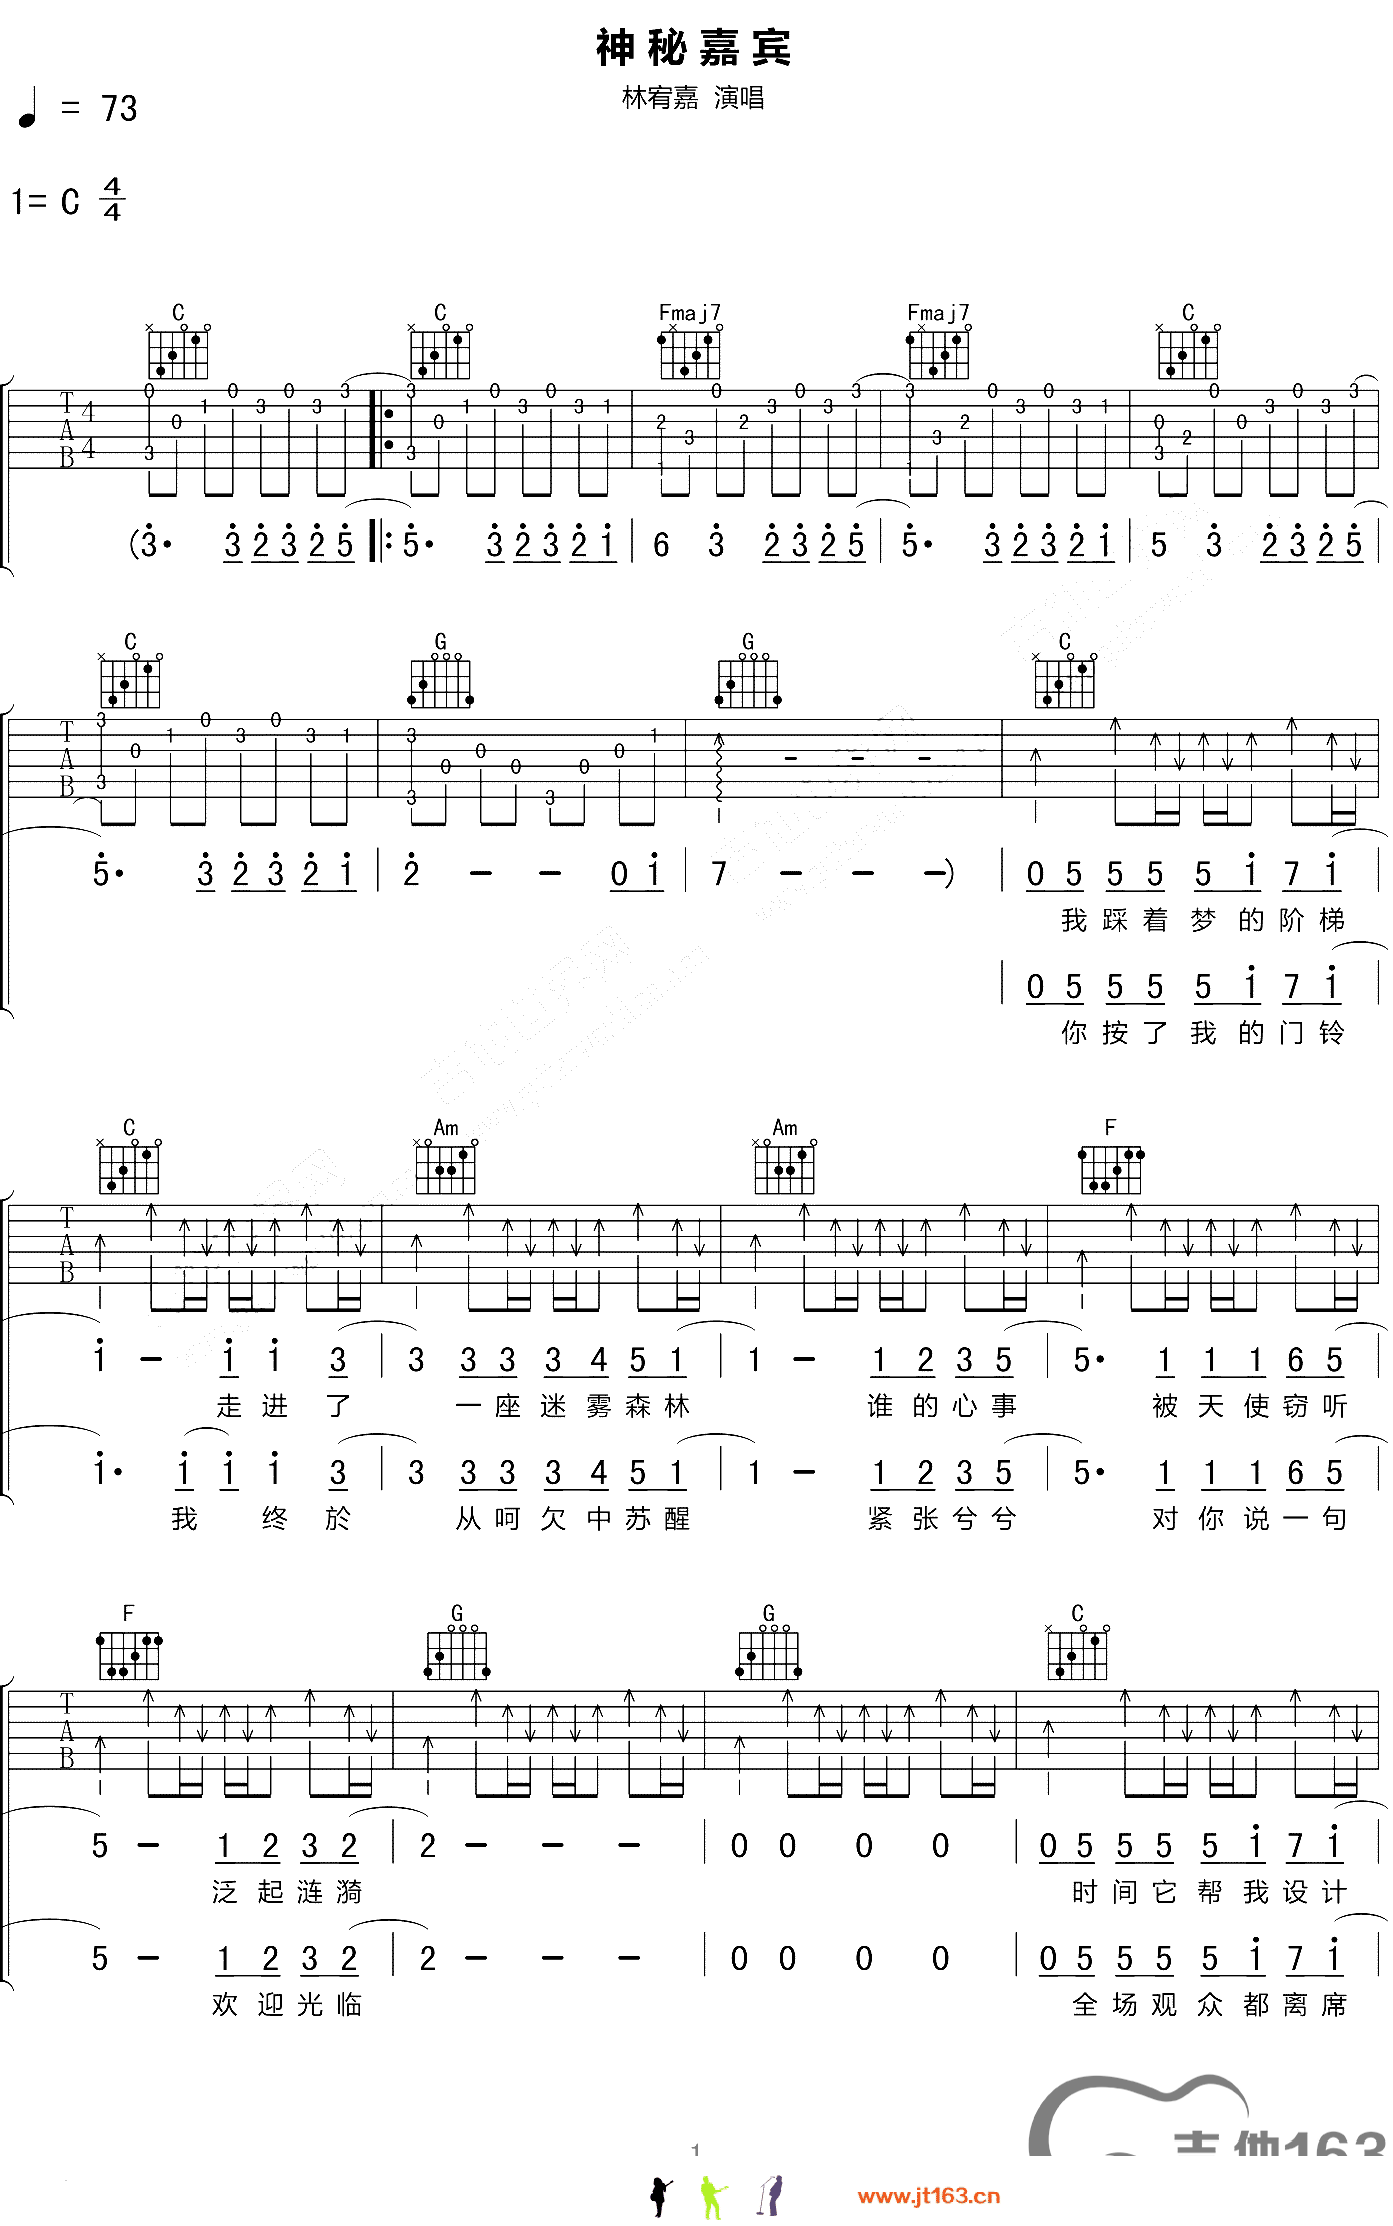 神秘嘉宾
林宥嘉 演唱
♩ = 73
1= C 4/4
C C Fmaj7 Fmaj7 C
(3· 3 2 3 2 5 5· 3 2 3 2 1 6 3 2 3 2 5 5· 3 2 3 2 1 5 3 2 3 2 5
C G G C
5· 3 2 3 2 1 2 - - 0 1 7 - - -) 0 5 5 5 5 1 7 1
我踩着梦的阶梯
0 5 5 5 5 1 7 1
你按了我的门铃
C Am Am F
1 - 1 1 3 3 3 3 3 4 5 1 1 - 1 2 3 5 5· 1 1 1 6 5
走进了 一座迷雾森林 谁的心事 被天使窃听
1· 1 1 1 3 3 3 3 3 4 5 1 1 - 1 2 3 5 5· 1 1 1 6 5
我 终於 从呵欠中苏醒 紧张兮兮 对你说一句
F G G C
5 - 1 2 3 2 2 - - - 0 0 0 0 0 5 5 5 5 1 7 1
泛起涟漪 时间它帮我设计
5 - 1 2 3 2 2 - - - 0 0 0 0 0 5 5 5 5 1 7 1
欢迎光临 全场观众都离席
吉他163
1
www.jt163.cn